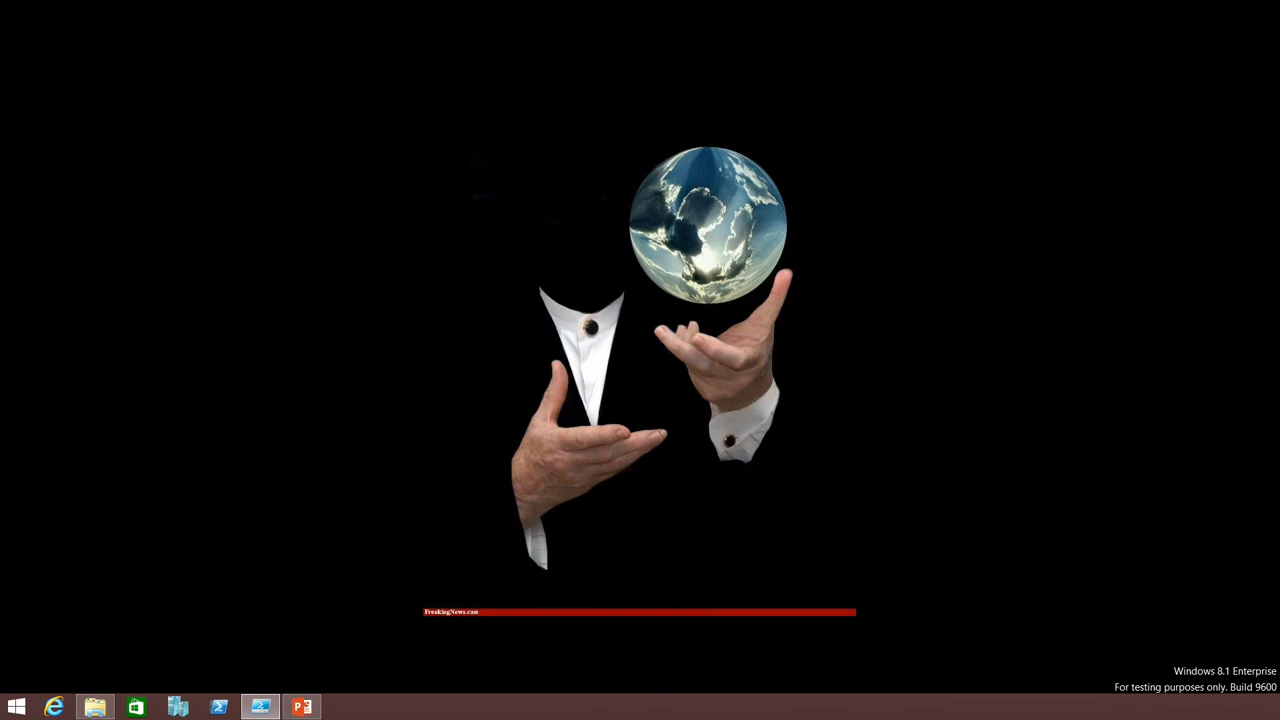 FreakingNews.com
Windows 8.1 Enterprise
For testing purposes only. Build 9600